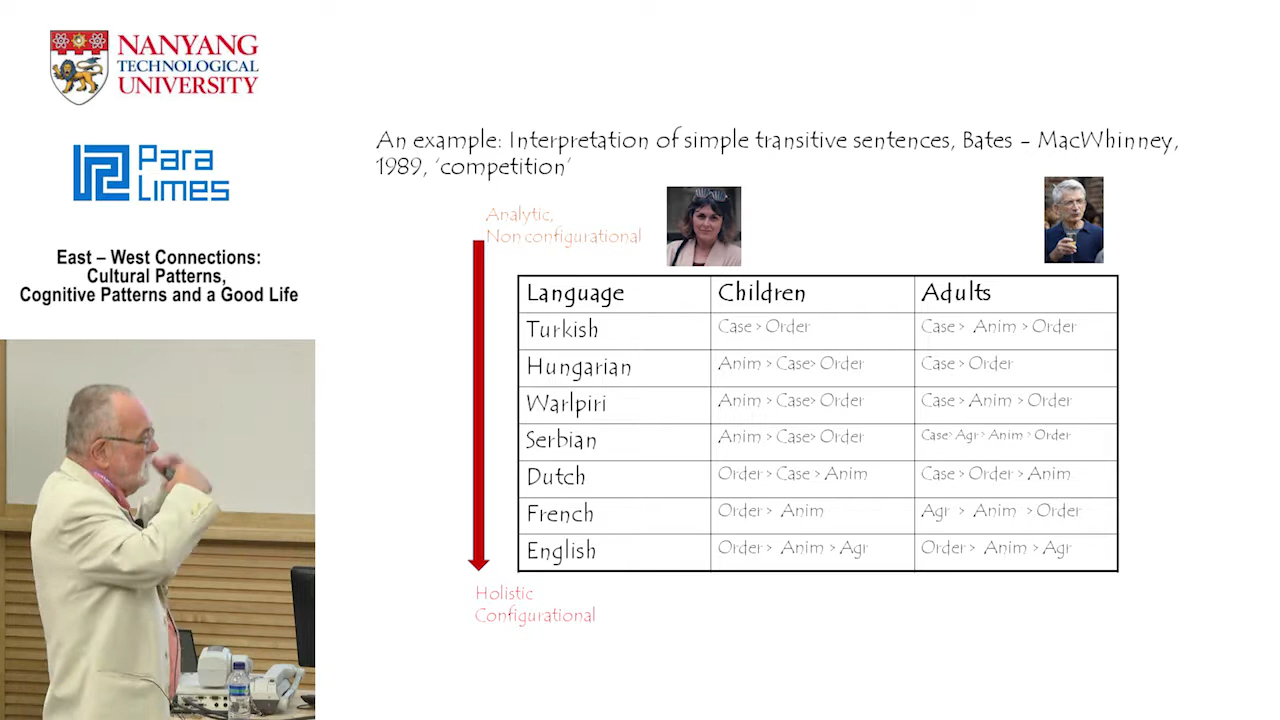 NANYANG
TECHNOLOGICAL
UNIVERSITY
Para
Limes
East – West Connections:
Cultural Patterns,
Cognitive Patterns and a Good Life
An example: Interpretation of simple transitive sentences, Bates – MacWhinney,
1989, ‘competition’
Analytic,
Non configurational
Language Children Adults
Turkish Case > Order Case > Anim > Order
Hungarian Anim > Case> Order Case > Order
Warlpiri Anim > Case> Order Case > Anim > Order
Serbian Anim > Case> Order Case> Agr > Anim > Order
Dutch Order > Case > Anim Case > Order > Anim
French Order > Anim Agr > Anim > Order
English Order > Anim > Agr Order > Anim > Agr
Holistic
Configurational